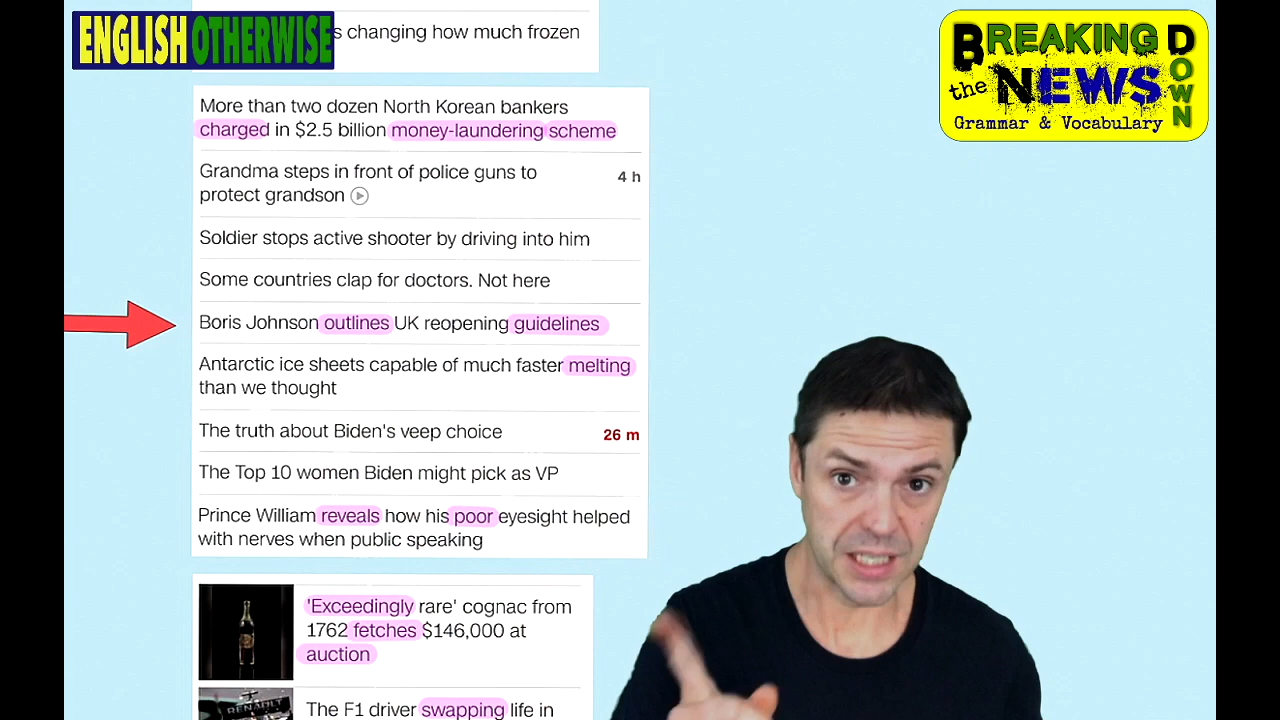 ENGLISH OTHERWISE
s changing how much frozen
BREAKING
the NEWS
DOWN
Grammar & Vocabulary
More than two dozen North Korean bankers
charged in $2.5 billion money-laundering scheme
Grandma steps in front of police guns to
4 h
protect grandson
Soldier stops active shooter by driving into him
Some countries clap for doctors. Not here
Boris Johnson outlines UK reopening guidelines
Antarctic ice sheets capable of much faster melting
than we thought
The truth about Biden's veep choice
26 m
The Top 10 women Biden might pick as VP
Prince William reveals how his poor eyesight helped
with nerves when public speaking
'Exceedingly rare' cognac from
1762 fetches $146,000 at
auction
RENAULT
The F1 driver swapping life in